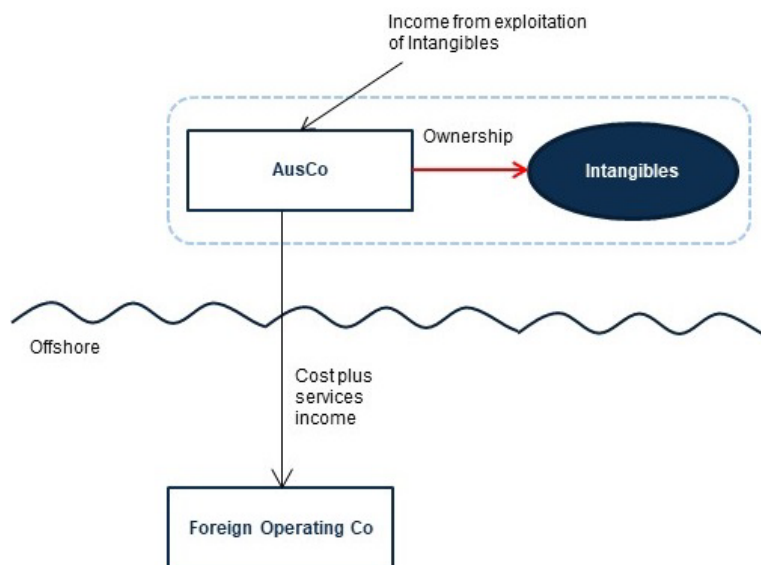 Income from exploitation
of Intangibles
Ownership
AusCo
Intangibles
Offshore
Cost plus
services
income
Foreign Operating Co